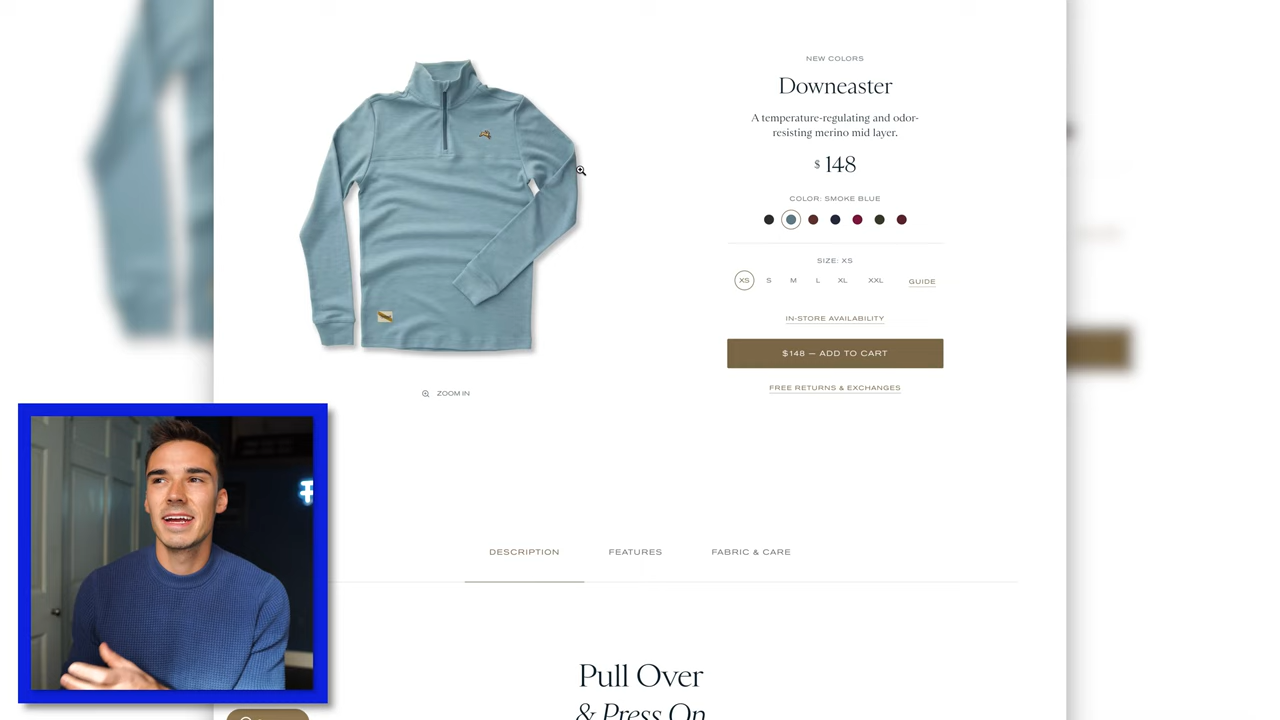 NEW COLORS
Downeaster
A temperature-regulating and odor-
resisting merino mid layer.
$ 148
COLOR: SMOKE BLUE
SIZE: XS
XS S M L XL XXL GUIDE
IN-STORE AVAILABILITY
$148 — ADD TO CART
FREE RETURNS & EXCHANGES
ZOOM IN
DESCRIPTION FEATURES FABRIC & CARE
Pull Over
& Press On